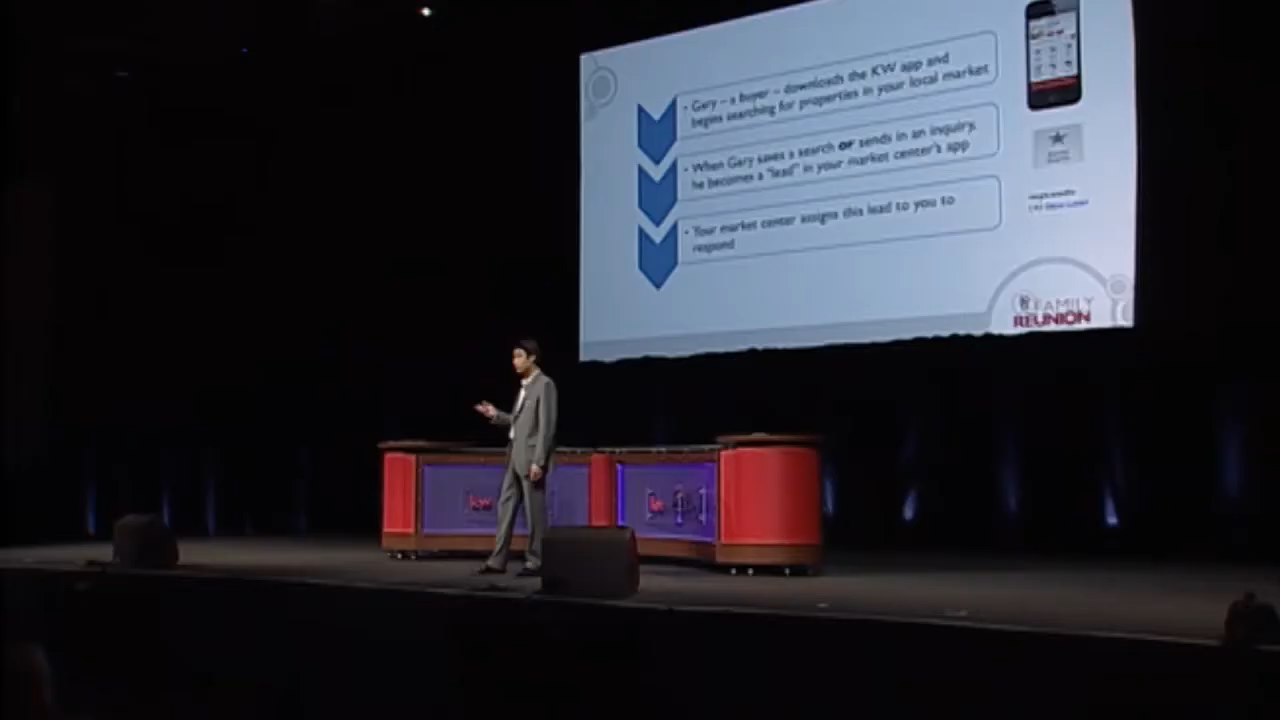 • Gary – a buyer – downloads the KW app and
begins searching for properties in your local market
• When Gary saves a search or sends in an inquiry,
he becomes a "lead" in your market center's app
• Your market center assigns this lead to you to
respond
FAMILY
REUNION
kw